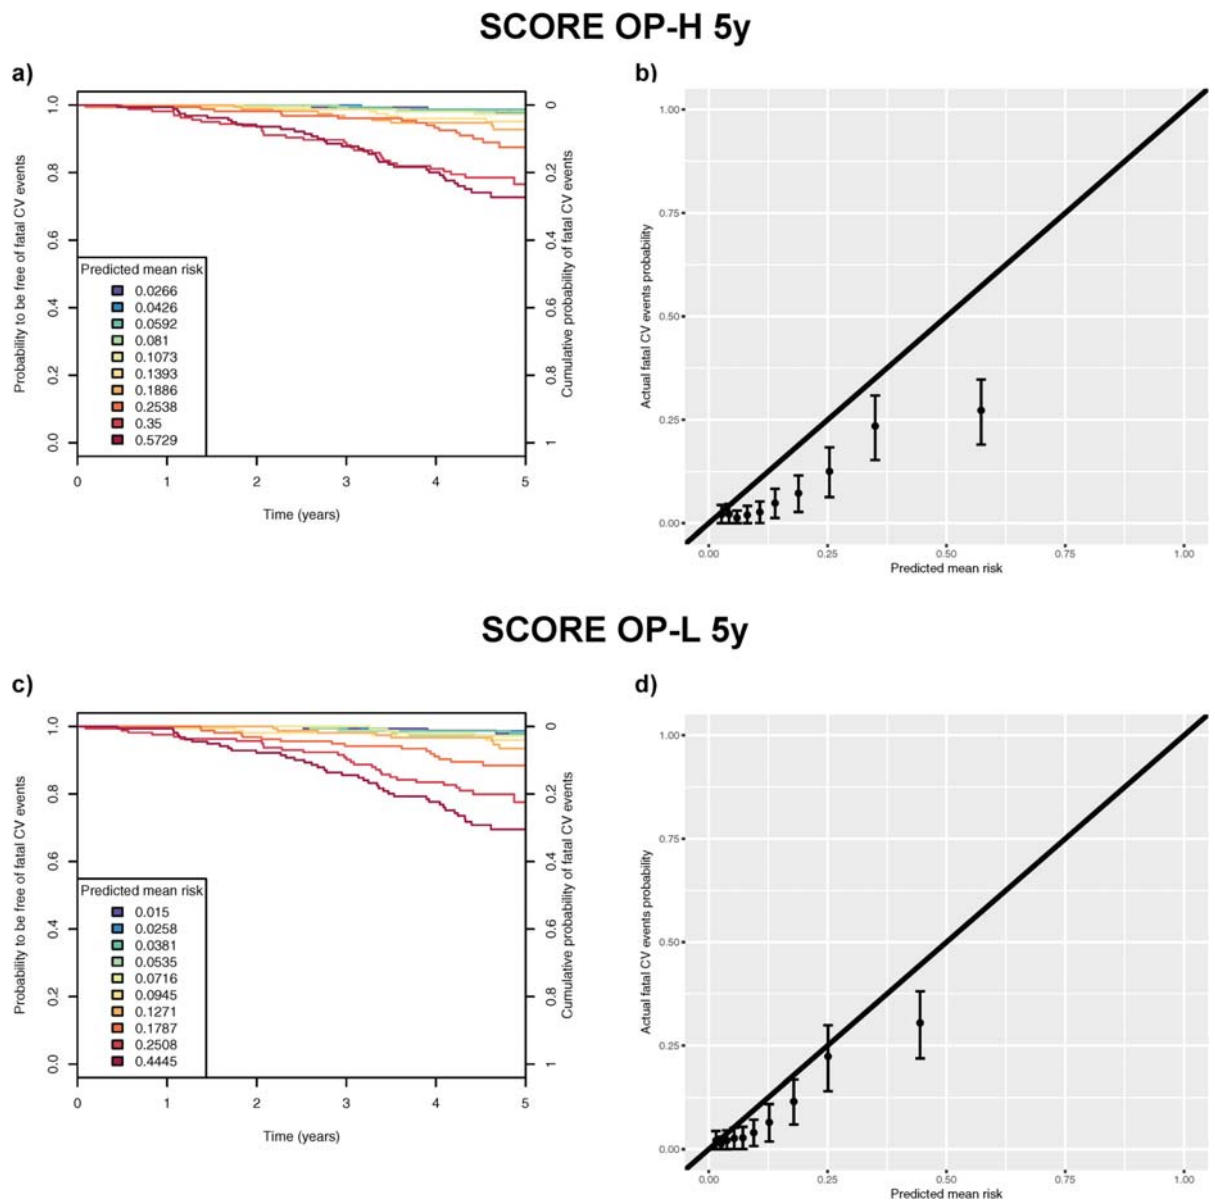 SCORE OP-H 5y
a)
Probability to be free of fatal CV events
1.0
0.8
0.6
0.4
0.2
0.0
0
0.2
0.4
0.6
0.8
1
Cumulative probability of fatal CV events
Predicted mean risk
0.0266
0.0426
0.0592
0.081
0.1073
0.1393
0.1886
0.2538
0.35
0.5729
0 1 2 3 4 5
Time (years)
b)
Actual fatal CV events probability
1.00
0.75
0.50
0.25
0.00
0.00 0.25 0.50 0.75 1.00
Predicted mean risk
SCORE OP-L 5y
c)
Probability to be free of fatal CV events
1.0
0.8
0.6
0.4
0.2
0.0
0
0.2
0.4
0.6
0.8
1
Cumulative probability of fatal CV events
Predicted mean risk
0.015
0.0258
0.0381
0.0535
0.0716
0.0945
0.1271
0.1787
0.2508
0.4445
0 1 2 3 4 5
Time (years)
d)
Actual fatal CV events probability
1.00
0.75
0.50
0.25
0.00
0.00 0.25 0.50 0.75 1.00
Predicted mean risk